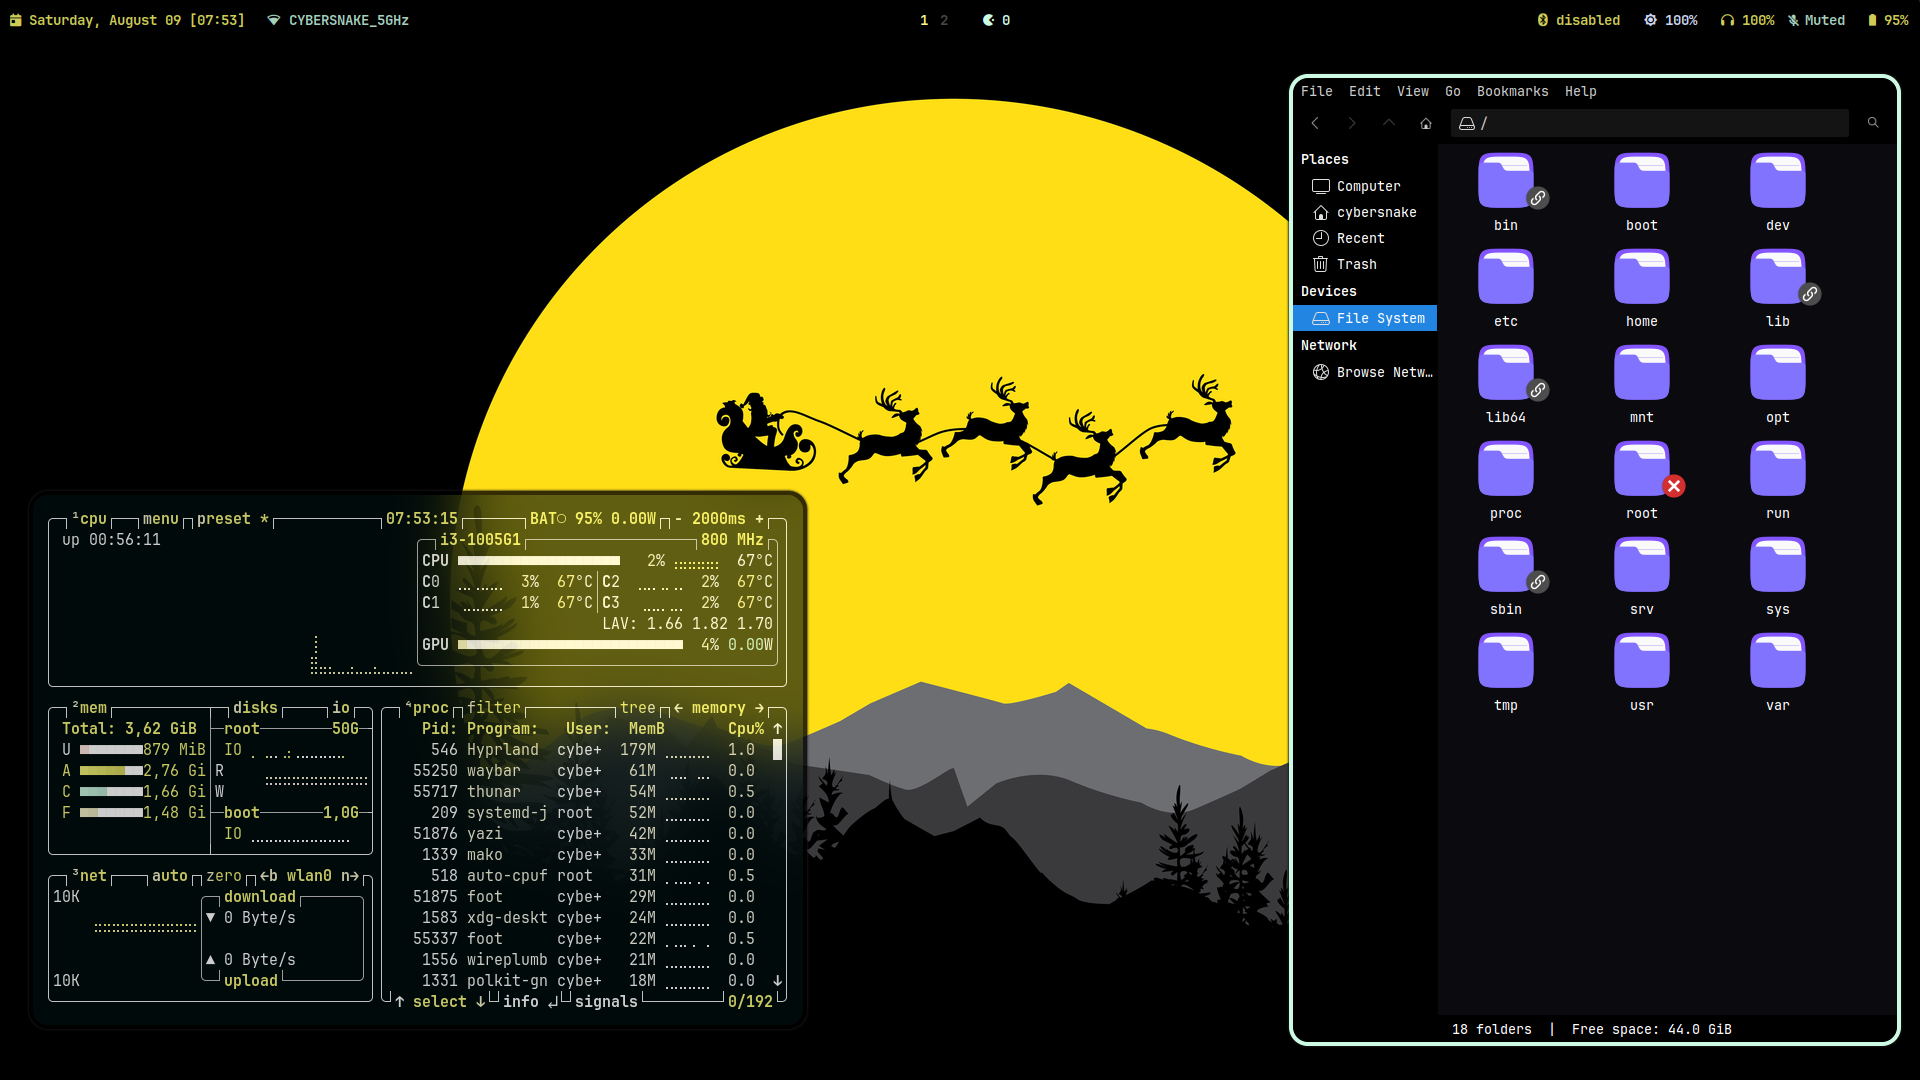 Saturday, August 09 [07:53] CYBERSNAKE_5GHz 1 2 0 disabled 100% 100% Muted 95%
¹cpu menu preset * 07:53:15 BAT 95% 0.00W - 2000ms +
up 00:56:11
i3-1005G1 800 MHz
CPU 2% 67°C
C0 3% 67°C C2 2% 67°C
C1 1% 67°C C3 2% 67°C
LAV: 1.66 1.82 1.70
GPU 4% 0.00W
²mem disks io
Total: 3,62 GiB root 50G
U 879 MiB IO
A 2,76 Gi R
C 1,66 Gi W
F 1,48 Gi boot 1,0G
IO
³net auto zero ←b wlan0 n→
10K download
▼ 0 Byte/s
▲ 0 Byte/s
10K upload
⁴proc filter tree ← memory →
Pid: Program: User: MemB Cpu% ↑
546 Hyprland cybe+ 179M 1.0
55250 waybar cybe+ 61M 0.0
55717 thunar cybe+ 54M 0.5
209 systemd-j root 52M 0.0
51876 yazi cybe+ 42M 0.0
1339 mako cybe+ 33M 0.0
518 auto-cpuf root 31M 0.5
51875 foot cybe+ 29M 0.0
1583 xdg-deskt cybe+ 24M 0.0
55337 foot cybe+ 22M 0.5
1556 wireplumb cybe+ 21M 0.0
1331 polkit-gn cybe+ 18M 0.0 ↓
↑ select ↓ info ↵ signals 0/192
File Edit View Go Bookmarks Help
/
Places
Computer
cybersnake
Recent
Trash
Devices
File System
Network
Browse Netw…
bin boot dev
etc home lib
lib64 mnt opt
proc root run
sbin srv sys
tmp usr var
18 folders | Free space: 44.0 GiB